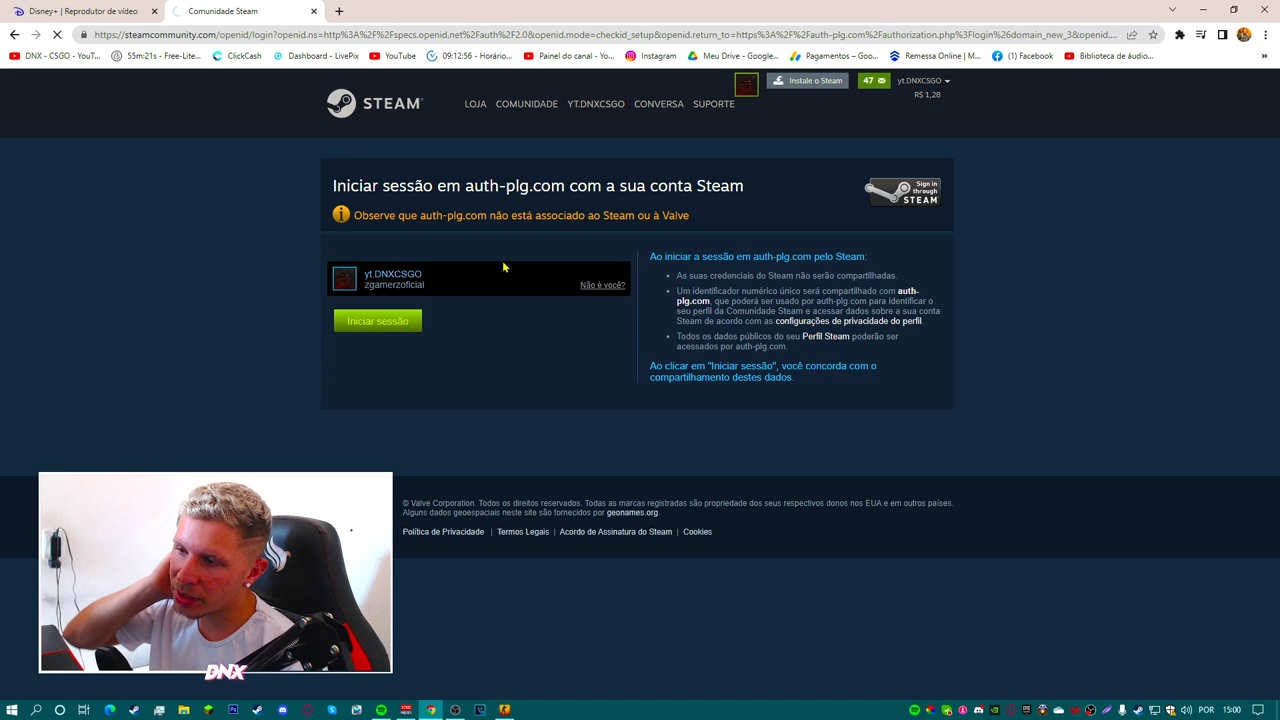 Disney+ | Reprodutor de vídeo
Comunidade Steam
https://steamcommunity.com/openid/login?openid.ns=http%3A%2F%2Fspecs.openid.net%2Fauth%2F2.0&openid.mode=checkid_setup&openid.return_to=https%3A%2F%2Fauth-plg.com%2Fauthorization.php%3Flogin%26domain_new_3&openid....
DNX - CSGO - YouT...
55m:21s - Free-Lite...
ClickCash
Dashboard - LivePix
YouTube
09:12:56 - Horário...
Painel do canal - Yo...
Instagram
Google Adsense
Meu Drive – Googl...
Pagamentos – Goo...
Remessa Online | M...
(1) Facebook
Biblioteca de áudio...
STEAM
LOJA COMUNIDADE YT.DNXCSGO CONVERSA SUPORTE
Instale o Steam
47
yt.DNXCSGO
R$ 1,28
Iniciar sessão em auth-plg.com com a sua conta Steam
Observe que auth-plg.com não está associado ao Steam ou à Valve
Sign in
through
STEAM
yt.DNXCSGO
zgamerzoficial
Não é você?
Iniciar sessão
Ao iniciar a sessão em auth-plg.com pelo Steam:
As suas credenciais do Steam não serão compartilhadas.
Um identificador numérico único será compartilhado com auth-
plg.com, que poderá ser usado por auth-plg.com para identificar o
seu perfil da Comunidade Steam e acessar dados sobre a sua conta
Steam de acordo com as configurações de privacidade do perfil.
Todos os dados públicos do seu Perfil Steam poderão ser
acessados por auth-plg.com.
Ao clicar em "Iniciar sessão", você concorda com o
compartilhamento destes dados.
© Valve Corporation. Todos os direitos reservados. Todas as marcas registradas são propriedade dos seus respectivos donos nos EUA e em outros países.
Alguns dados geoespaciais neste site são fornecidos por geonames.org.
Política de Privacidade | Termos Legais | Acordo de Assinatura do Steam | Cookies
DNX
POR 15:00